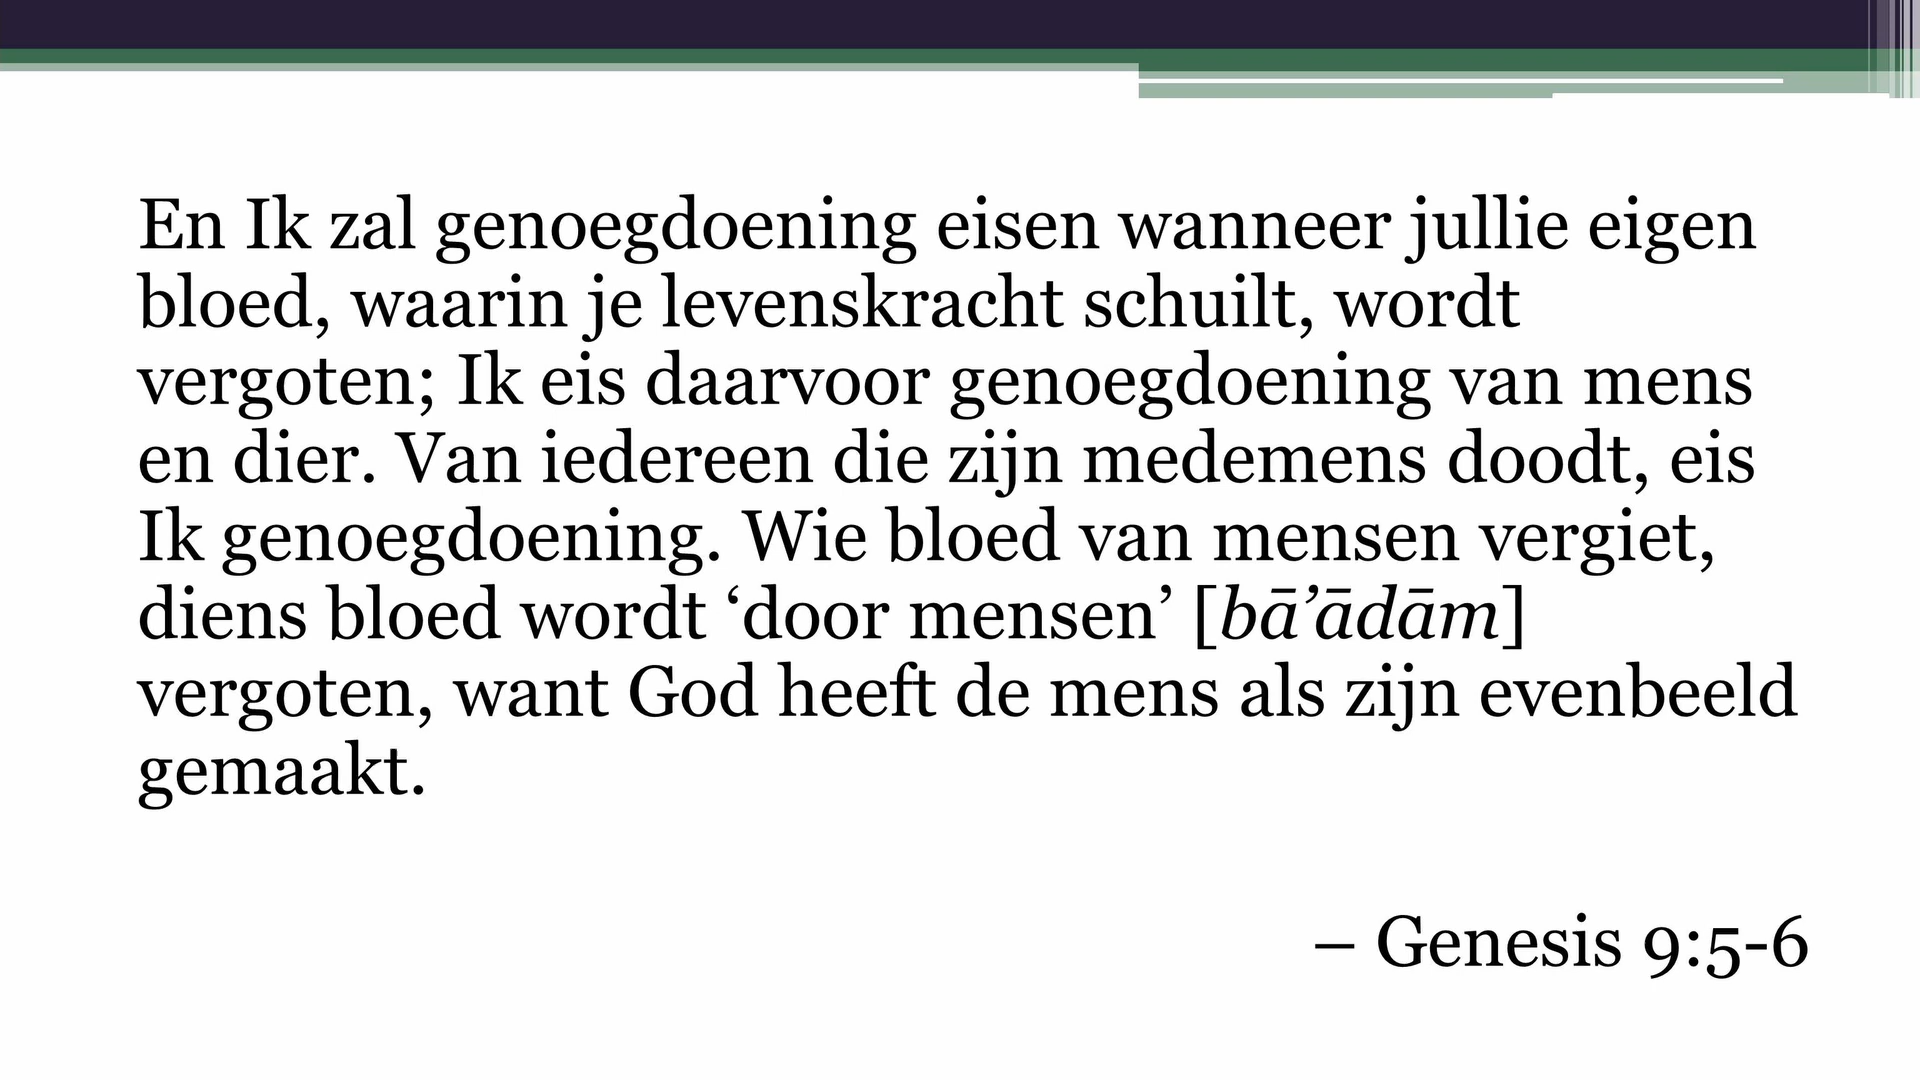 En Ik zal genoegdoening eisen wanneer jullie eigen
bloed, waarin je levenskracht schuilt, wordt
vergoten; Ik eis daarvoor genoegdoening van mens
en dier. Van iedereen die zijn medemens doodt, eis
Ik genoegdoening. Wie bloed van mensen vergiet,
diens bloed wordt ‘door mensen’ [bā’ādām]
vergoten, want God heeft de mens als zijn evenbeeld
gemaakt.
– Genesis 9:5-6